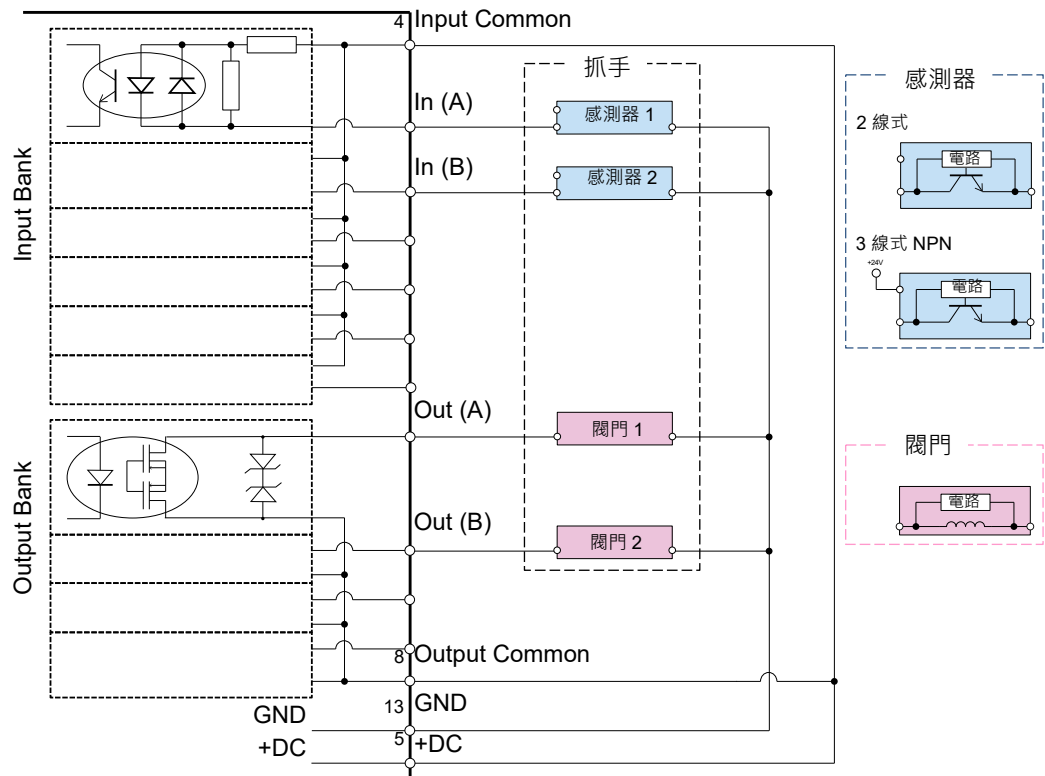 4 Input Common
抓手
感測器
In (A)
感測器 1
2 線式
電路
In (B)
感測器 2
Input Bank
3 線式 NPN
+24V
電路
Out (A)
閥門 1
閥門
電路
Output Bank
Out (B)
閥門 2
8 Output Common
13 GND
GND
5 +DC
+DC